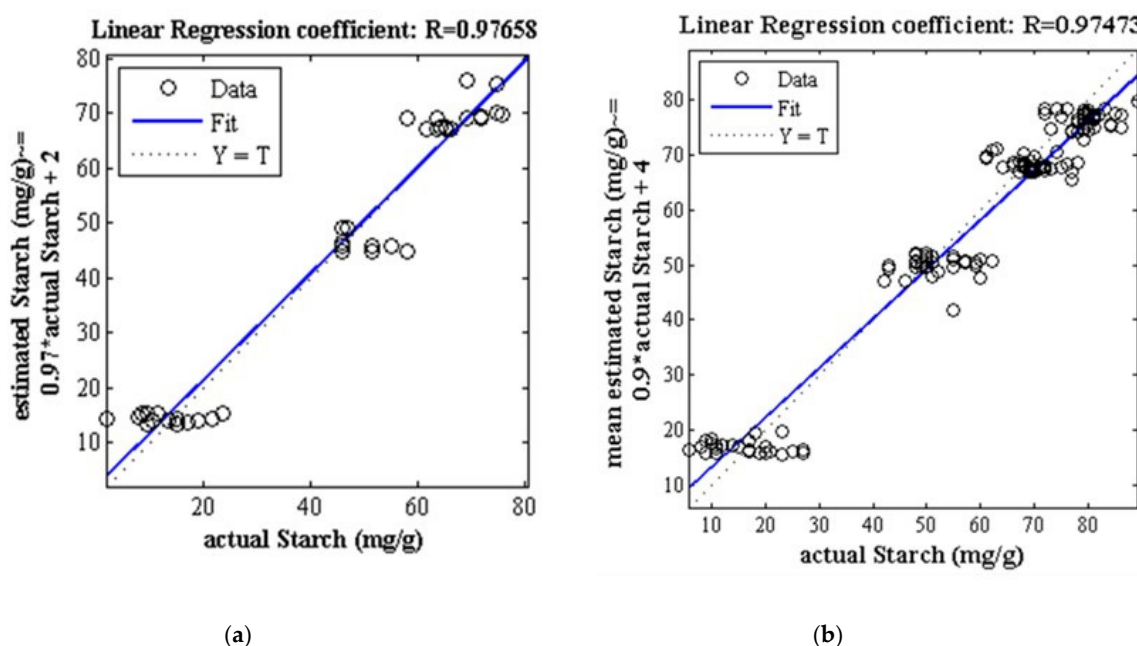 Linear Regression coefficient: R=0.97658
80
70
60
50
40
30
20
10
Data
Fit
Y = T
estimated Starch (mg/g)~=
0.97*actual Starch + 2
20
40
60
80
actual Starch (mg/g)
(a)
Linear Regression coefficient: R=0.97473
80
70
60
50
40
30
20
10
Data
Fit
Y = T
mean estimated Starch (mg/g)~=
0.9*actual Starch + 4
10
20
30
40
50
60
70
80
actual Starch (mg/g)
(b)